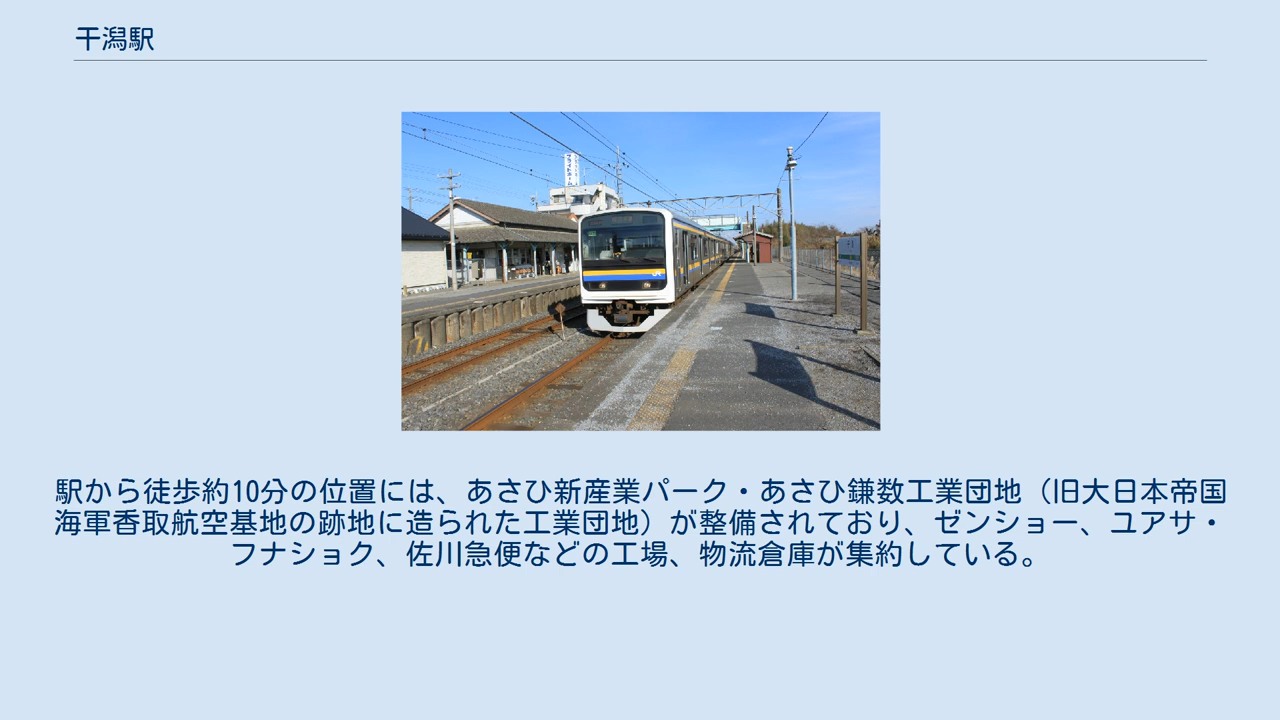 干潟駅
JR
駅から徒歩約10分の位置には、あさひ新産業パーク・あさひ鎌数工業団地（旧大日本帝国
海軍香取航空基地の跡地に造られた工業団地）が整備されており、ゼンショー、ユアサ・
フナショク、佐川急便などの工場、物流倉庫が集約している。